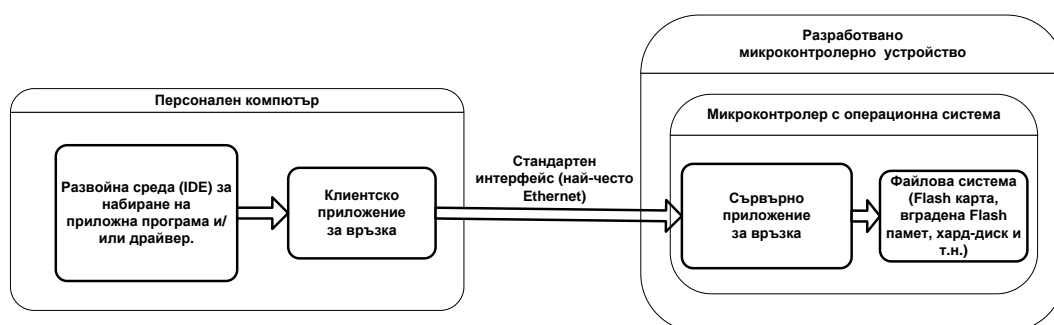 Разработвано
микроконтролерно устройство
Персонален компютър
Микроконтролер с операционна система
Развойна среда (IDE) за
набиране на
приложна програма и/
или драйвер.
Клиентско
приложение
за връзка
Стандартен
интерфейс (най-често
Ethernet)
Сървърно
приложение
за връзка
Файлова система
(Flash карта,
вградена Flash
памет, хард-диск и
т.н.)